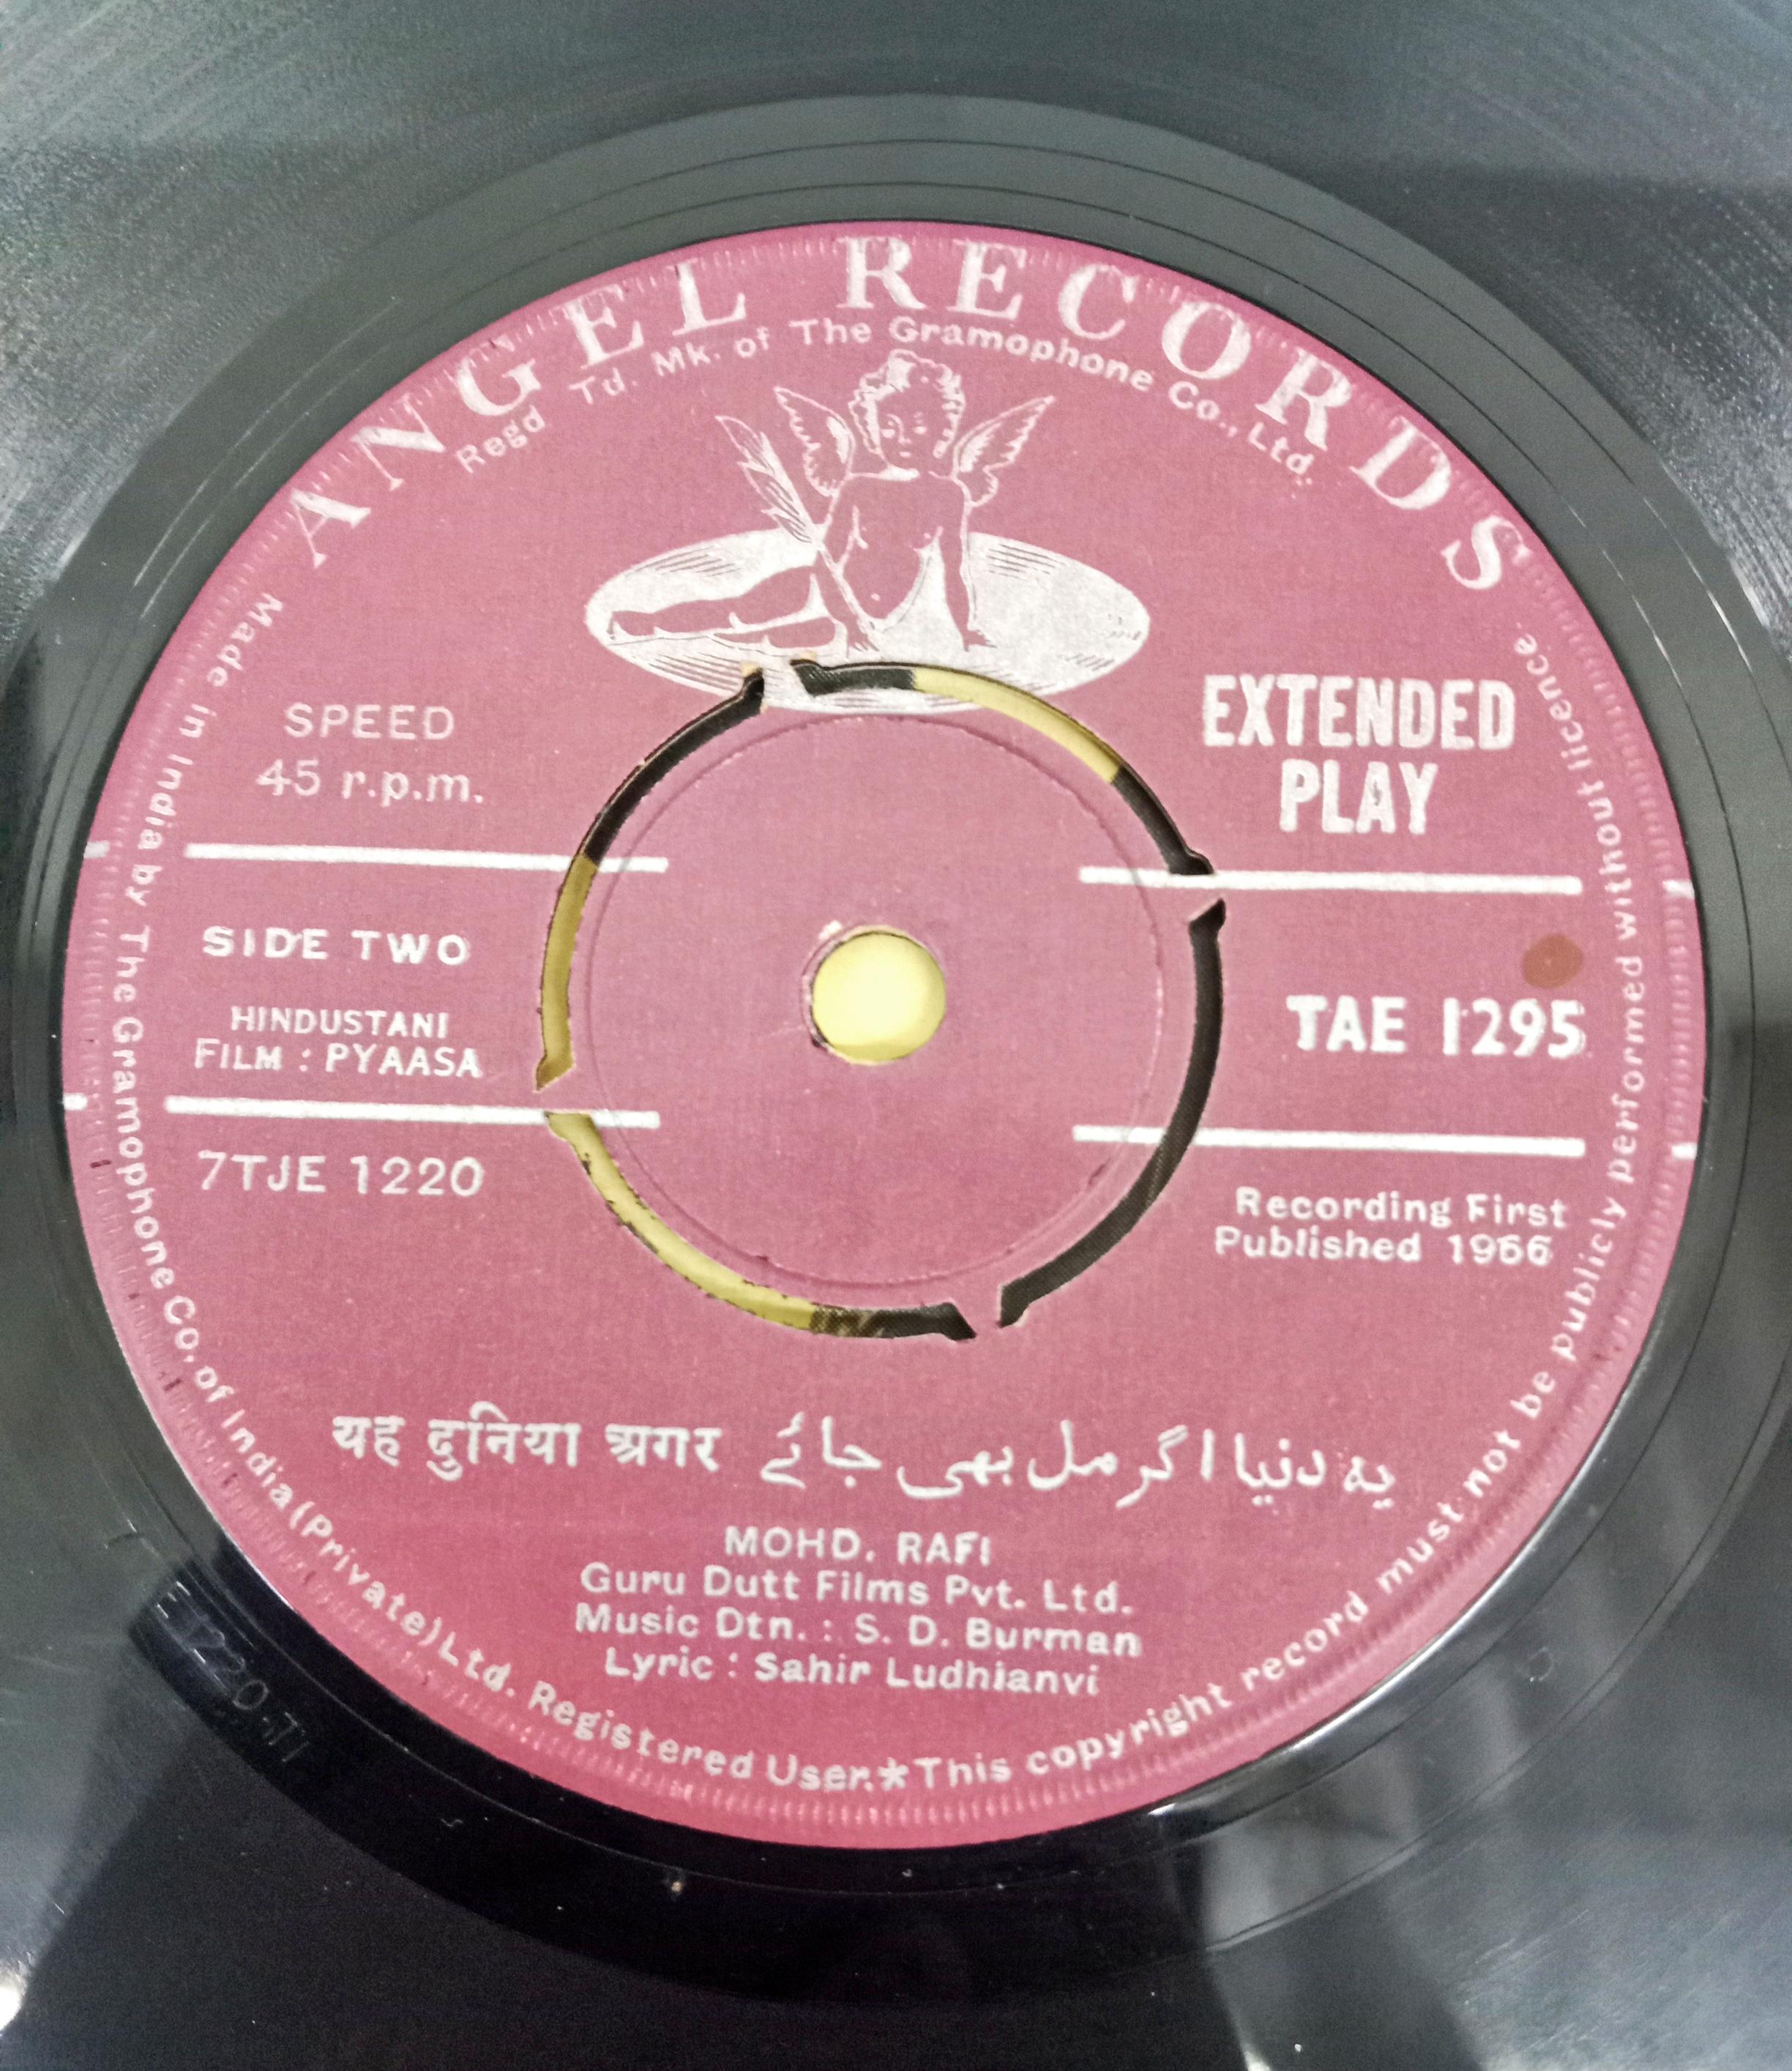 ANGEL RECORDS
Regd Td. Mk. of The Gramophone Co., Ltd.
SPEED
45 r.p.m.
EXTENDED
PLAY
SIDE TWO
HINDUSTANI
FILM : PYAASA
TAE 1295
7TJE 1220
Recording First
Published 1966
यह दुनिया अगर یہ دنیا اگر مل بھی جائے
MOHD. RAFI
Guru Dutt Films Pvt. Ltd.
Music Dtn. : S. D. Burman
Lyric : Sahir Ludhianvi
Made in India by The Gramophone Co. of India (Private) Ltd. Registered User.*This copyright record must not be publicly performed without licence.